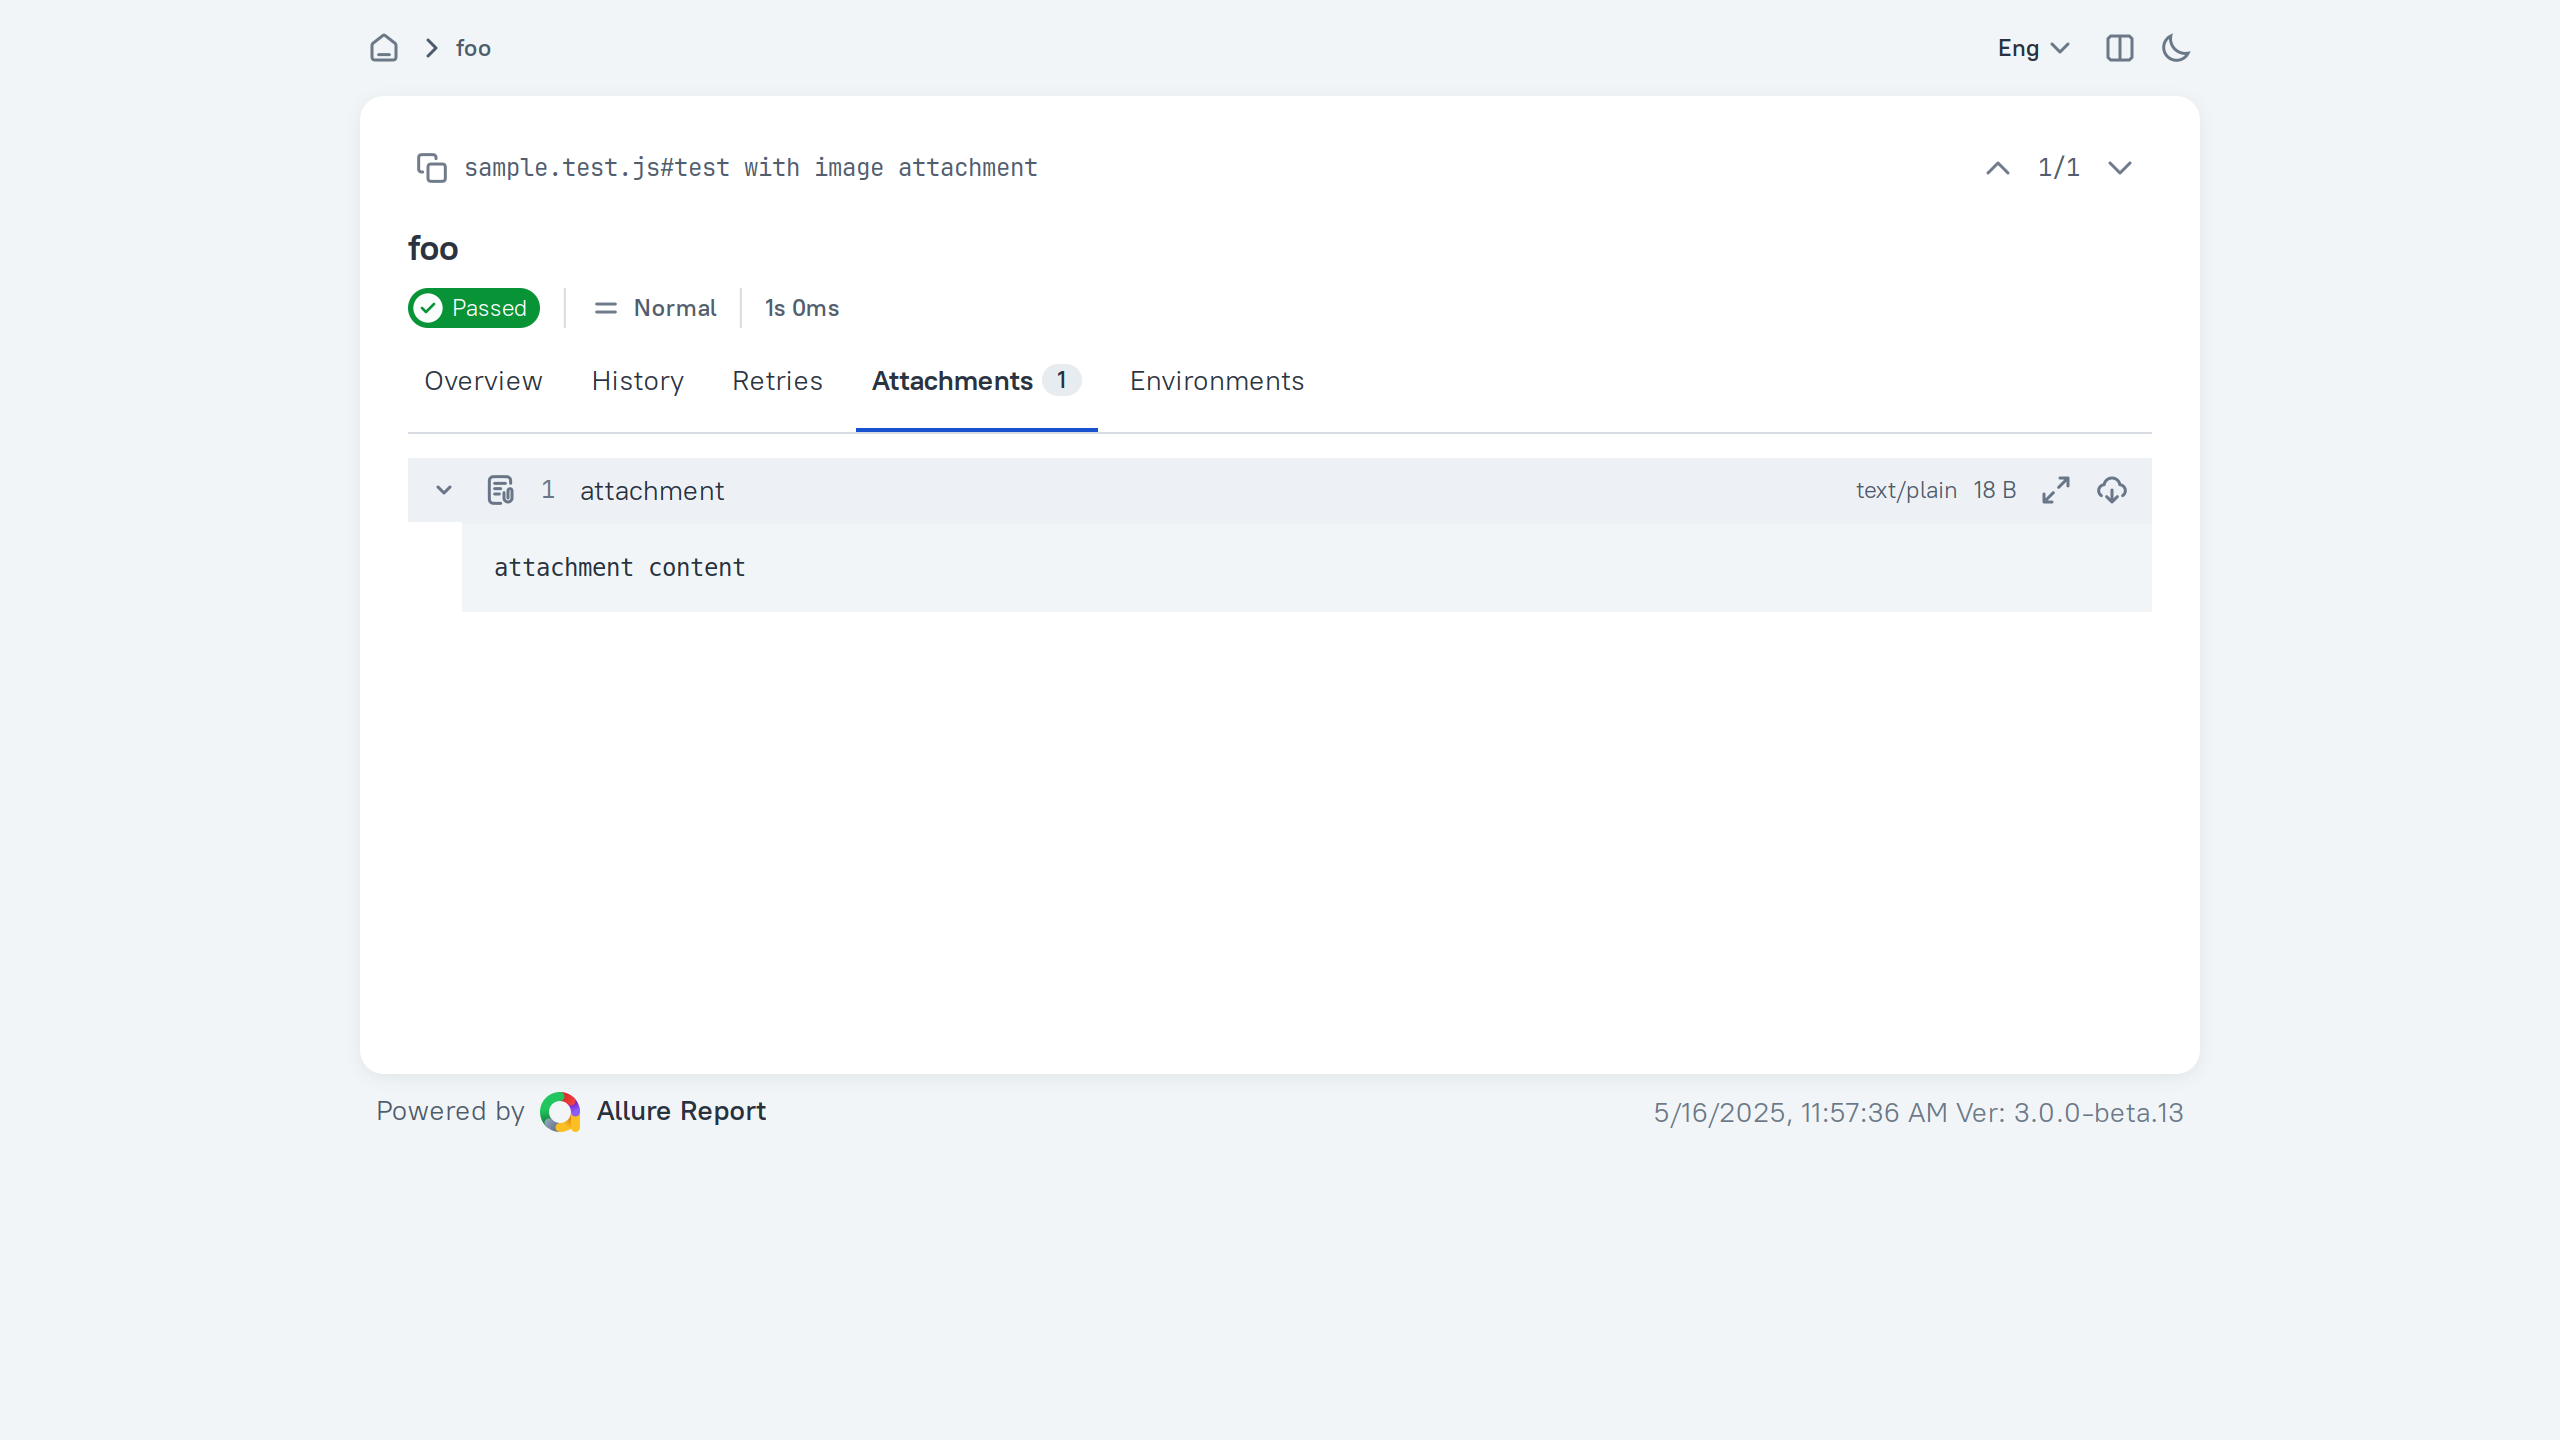 foo
Eng
sample.test.js#test with image attachment
1/1
foo
Passed
Normal
1s 0ms
Overview
History
Retries
Attachments 1
Environments
1 attachment
text/plain 18 B
attachment content
Powered by Allure Report
5/16/2025, 11:57:36 AM Ver: 3.0.0-beta.13